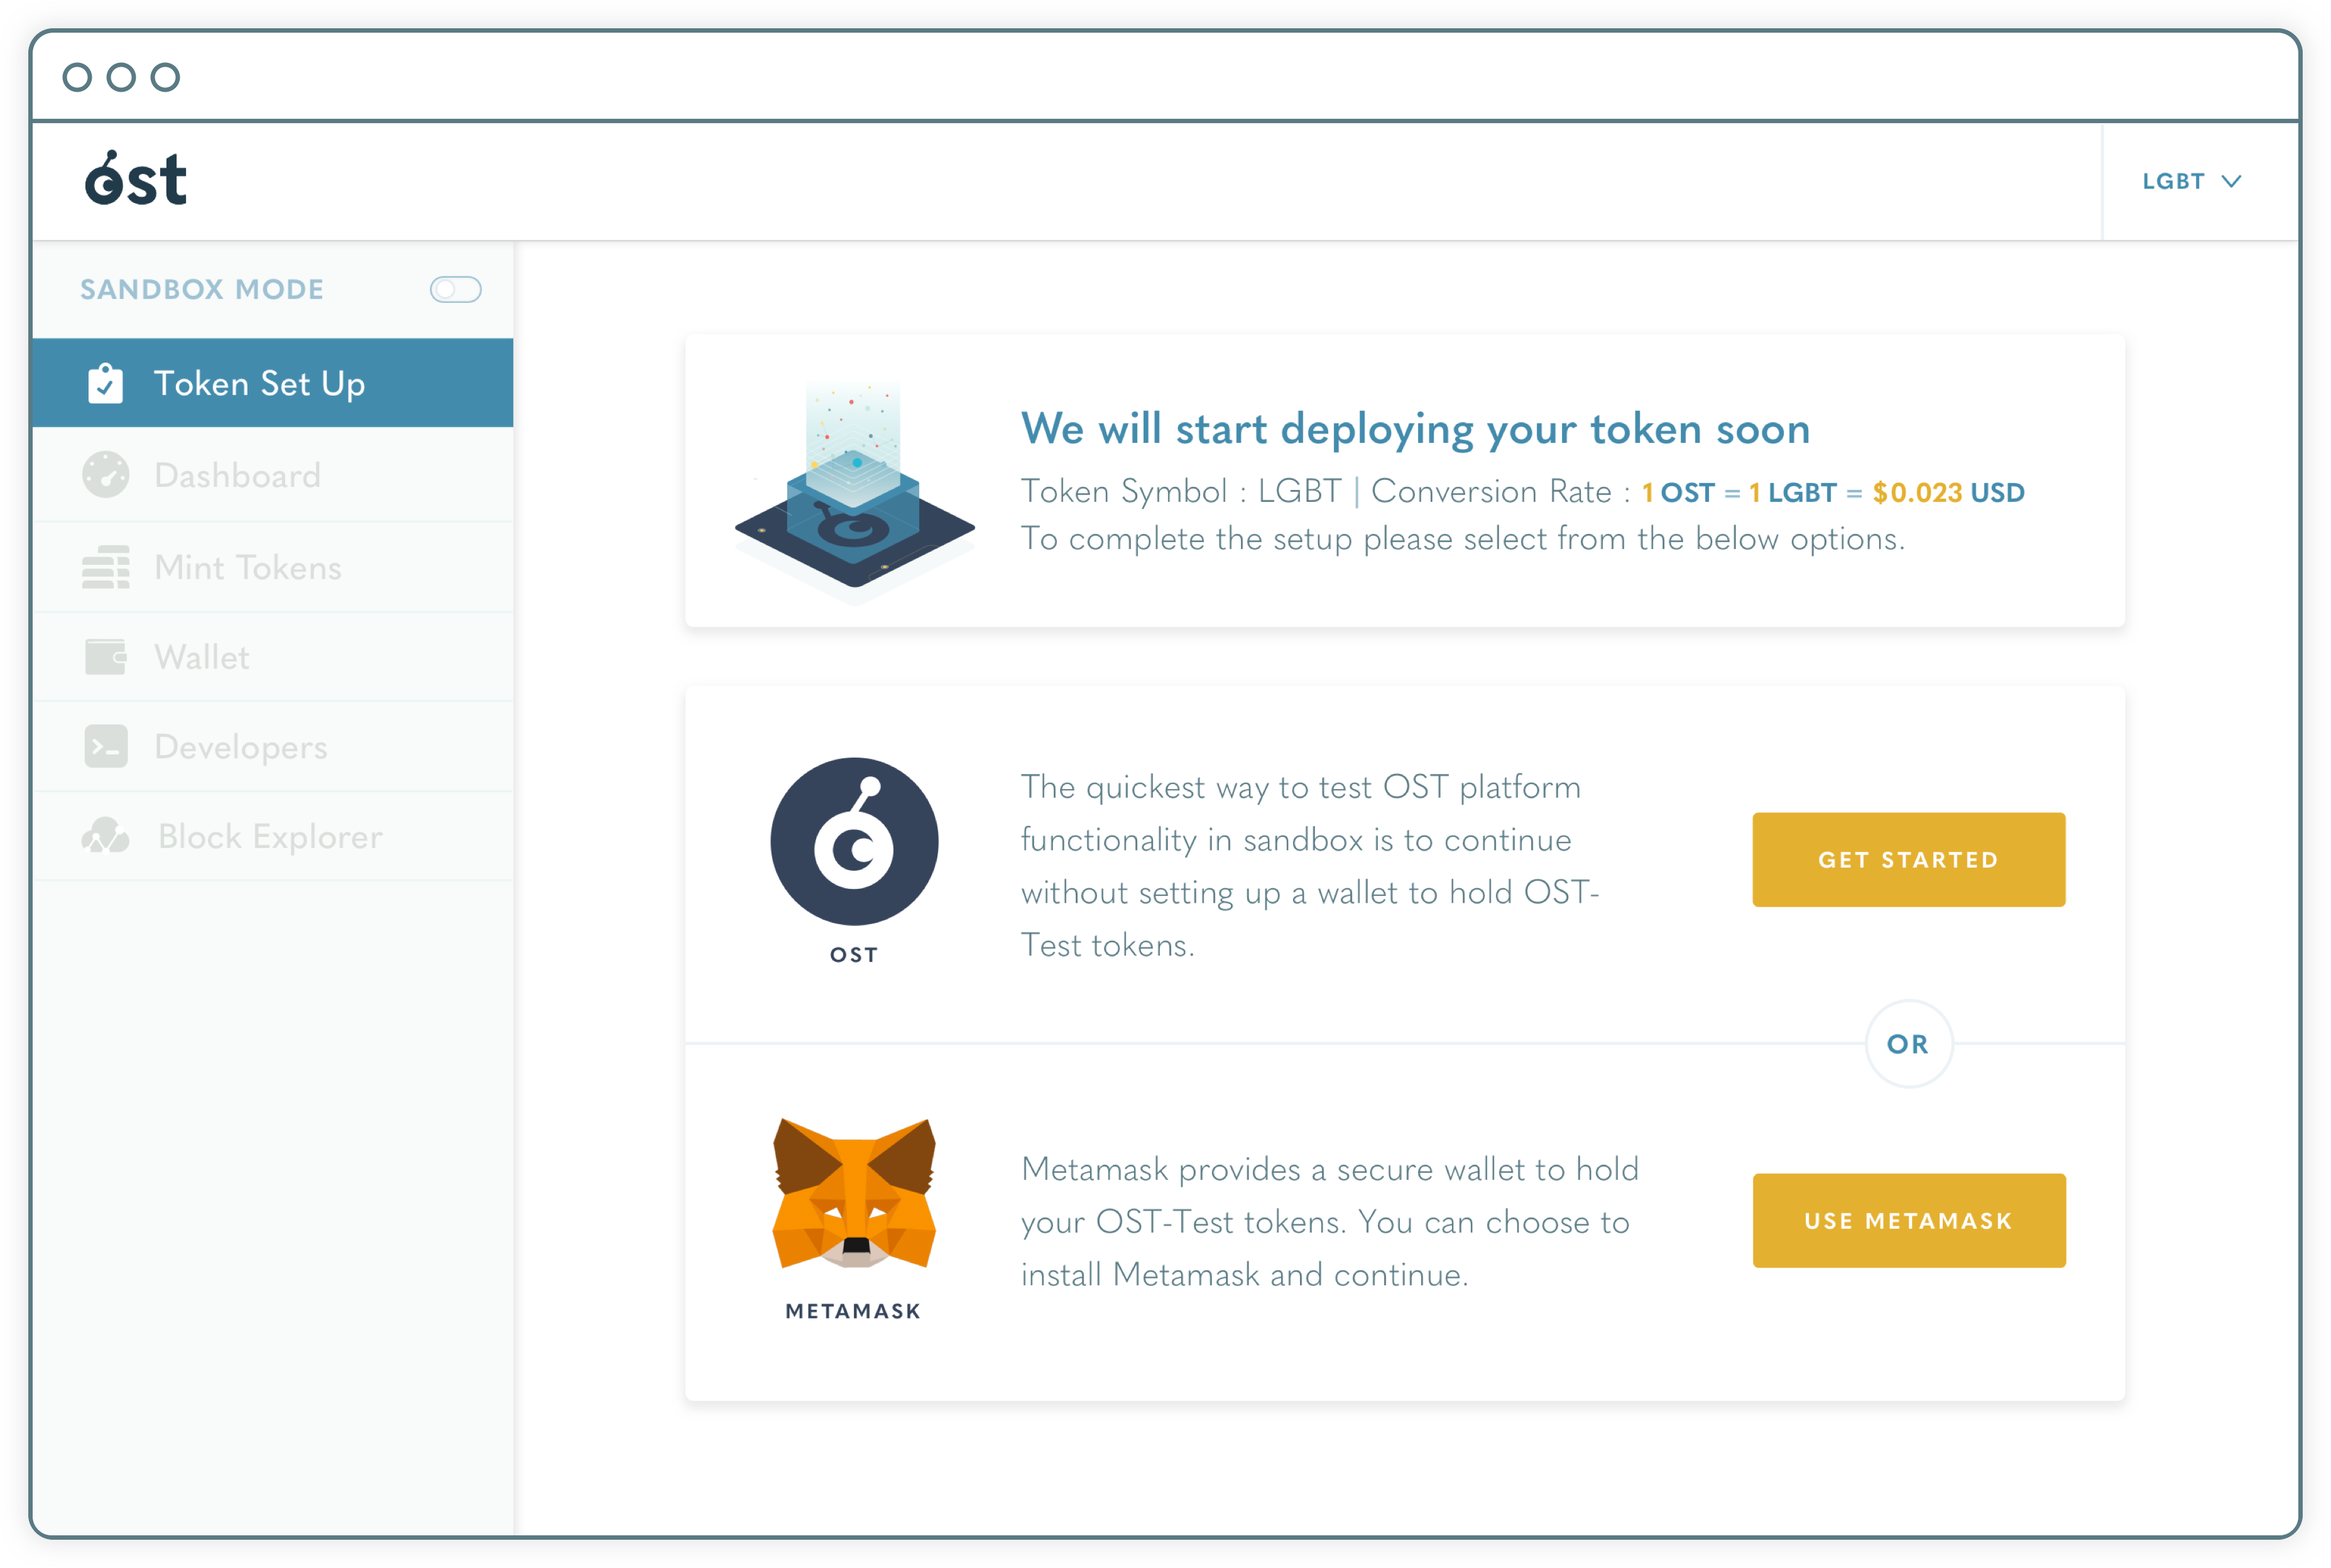 ost
LGBT
SANDBOX MODE
Token Set Up
Dashboard
Mint Tokens
Wallet
Developers
Block Explorer
We will start deploying your token soon
Token Symbol : LGBT | Conversion Rate : 1 OST = 1 LGBT = $0.023 USD
To complete the setup please select from the below options.
The quickest way to test OST platform
functionality in sandbox is to continue
without setting up a wallet to hold OST-
Test tokens.
OST
GET STARTED
OR
Metamask provides a secure wallet to hold
your OST-Test tokens. You can choose to
install Metamask and continue.
METAMASK
USE METAMASK